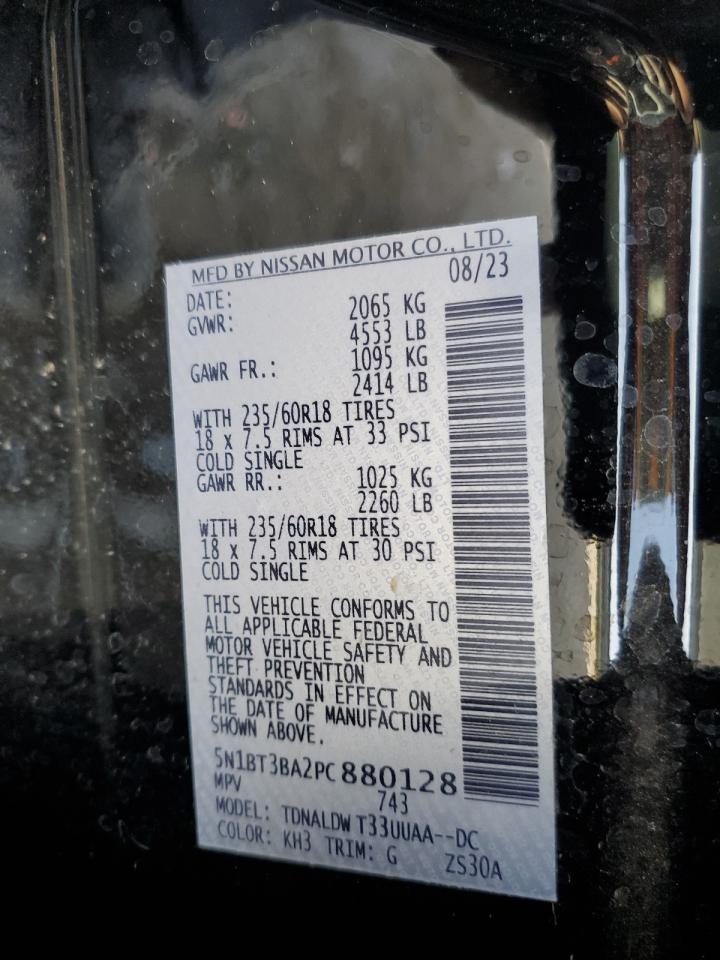 MFD BY NISSAN MOTOR CO., LTD.
DATE: 08/23
GVWR: 2065 KG
4553 LB
GAWR FR.: 1095 KG
2414 LB
WITH 235/60R18 TIRES
18 x 7.5 RIMS AT 33 PSI
COLD SINGLE
GAWR RR.: 1025 KG
2260 LB
WITH 235/60R18 TIRES
18 x 7.5 RIMS AT 30 PSI
COLD SINGLE
THIS VEHICLE CONFORMS TO
ALL APPLICABLE FEDERAL
MOTOR VEHICLE SAFETY AND
THEFT PREVENTION
STANDARDS IN EFFECT ON
THE DATE OF MANUFACTURE
SHOWN ABOVE.
5N1BT3BA2PC880128
MPV 743
MODEL: TDNALDW T33UUAA--DC
COLOR: KH3 TRIM: G ZS30A